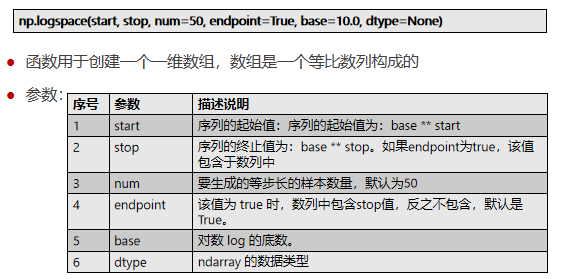 np.logspace(start, stop, num=50, endpoint=True, base=10.0, dtype=None)
函数用于创建一个一维数组，数组是一个等比数列构成的
参数：
序号 参数 描述说明
1 start 序列的起始值：序列的起始值为：base ** start
2 stop 序列的终止值为：base ** stop。如果endpoint为true，该值
包含于数列中
3 num 要生成的等步长的样本数量，默认为50
4 endpoint 该值为 true 时，数列中包含stop值，反之不包含，默认是
True。
5 base 对数 log 的底数。
6 dtype ndarray 的数据类型